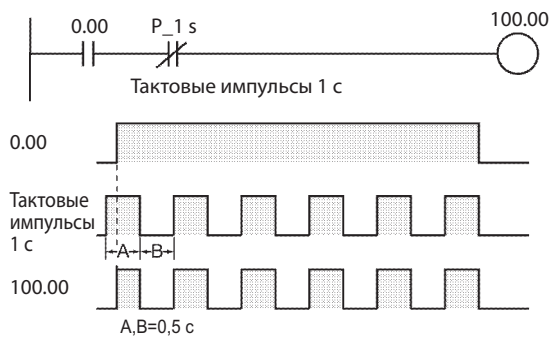 0.00 P_1 s 100.00
Тактовые импульсы 1 с
0.00
Тактовые
импульсы
1 с
A B
100.00
A,B=0,5 с